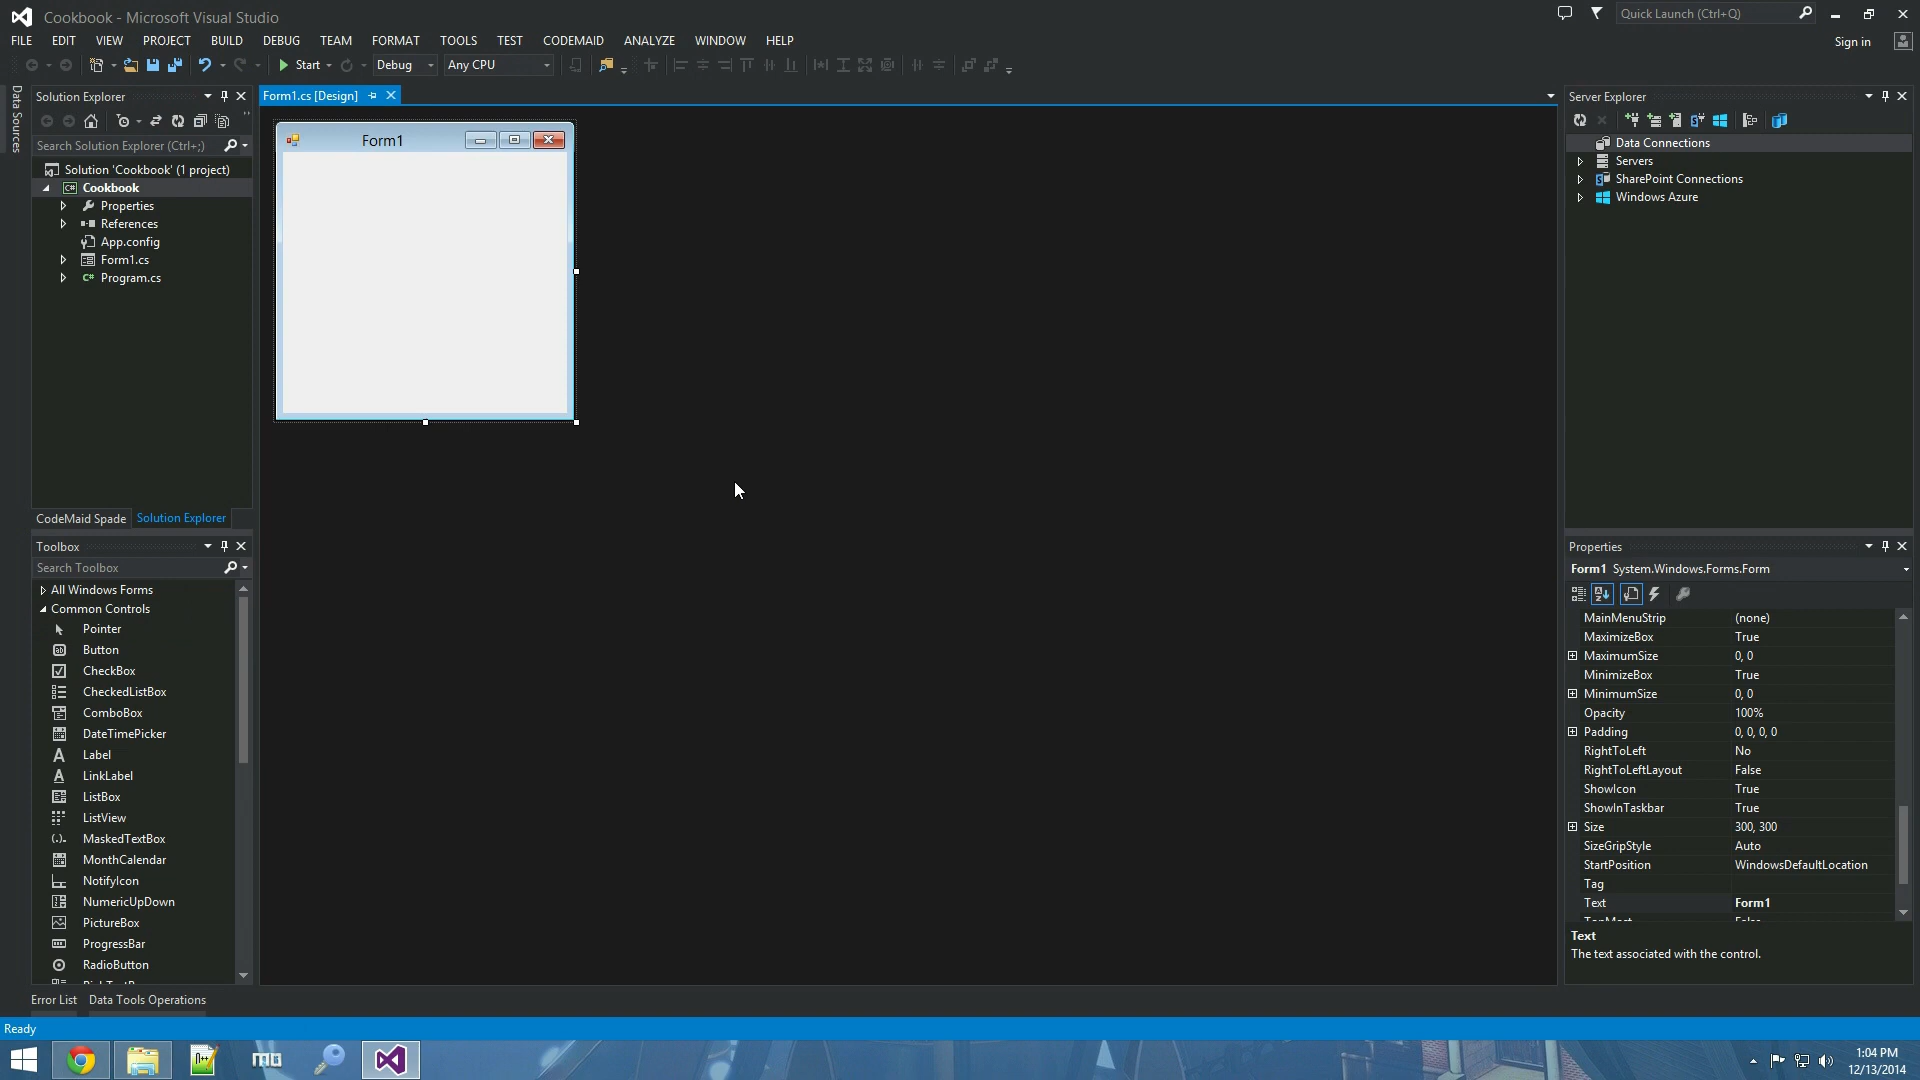 Cookbook - Microsoft Visual Studio
Quick Launch (Ctrl+Q)
FILE EDIT VIEW PROJECT BUILD DEBUG TEAM FORMAT TOOLS TEST CODEMAID ANALYZE WINDOW HELP
Sign in
Start Debug Any CPU
Data Sources
Solution Explorer
Search Solution Explorer (Ctrl+;)
Solution 'Cookbook' (1 project)
Cookbook
Properties
References
App.config
Form1.cs
Program.cs
CodeMaid Spade Solution Explorer
Toolbox
Search Toolbox
All Windows Forms
Common Controls
Pointer
Button
CheckBox
CheckedListBox
ComboBox
DateTimePicker
Label
LinkLabel
ListBox
ListView
MaskedTextBox
MonthCalendar
NotifyIcon
NumericUpDown
PictureBox
ProgressBar
RadioButton
Form1.cs [Design]
Form1
Server Explorer
Data Connections
Servers
SharePoint Connections
Windows Azure
Properties
Form1 System.Windows.Forms.Form
MainMenuStrip (none)
MaximizeBox True
MaximumSize 0, 0
MinimizeBox True
MinimumSize 0, 0
Opacity 100%
Padding 0, 0, 0, 0
RightToLeft No
RightToLeftLayout False
ShowIcon True
ShowInTaskbar True
Size 300, 300
SizeGripStyle Auto
StartPosition WindowsDefaultLocation
Tag
Text Form1
Text
The text associated with the control.
Error List Data Tools Operations
Ready
1:04 PM
12/13/2014